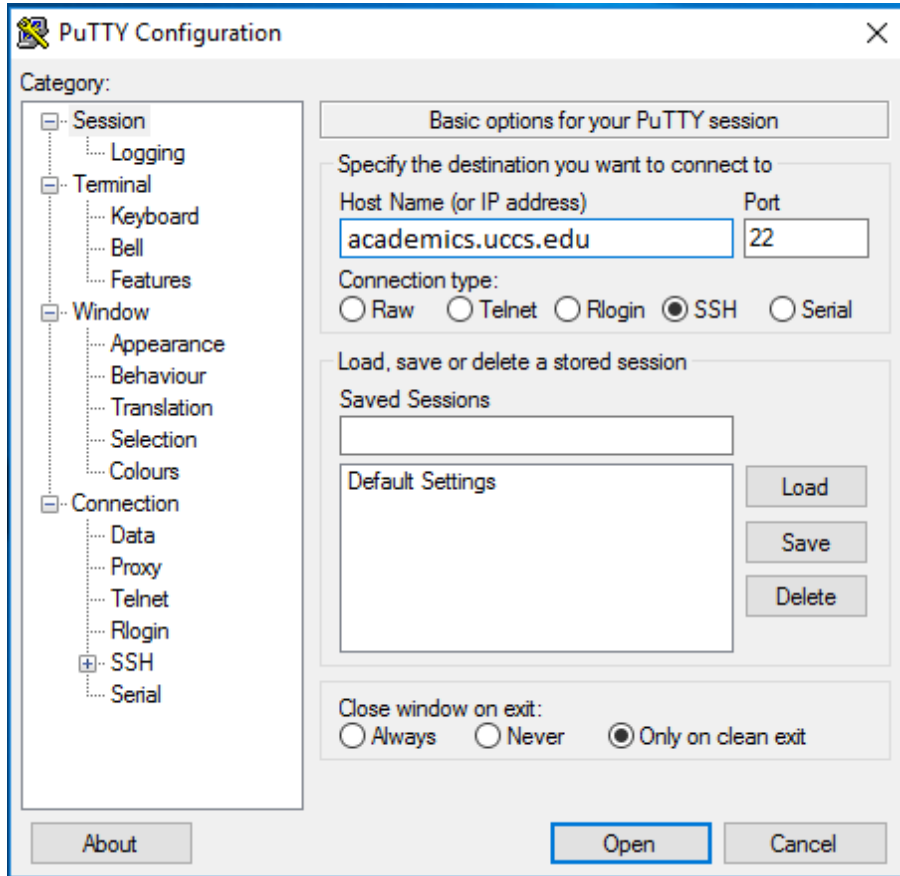 PuTTY Configuration
Category:
Session
Logging
Terminal
Keyboard
Bell
Features
Window
Appearance
Behaviour
Translation
Selection
Colours
Connection
Data
Proxy
Telnet
Rlogin
SSH
Serial
Basic options for your PuTTY session
Specify the destination you want to connect to
Host Name (or IP address) Port
academics.uccs.edu 22
Connection type:
Raw Telnet Rlogin SSH Serial
Load, save or delete a stored session
Saved Sessions
Default Settings
Load
Save
Delete
Close window on exit:
Always Never Only on clean exit
About Open Cancel